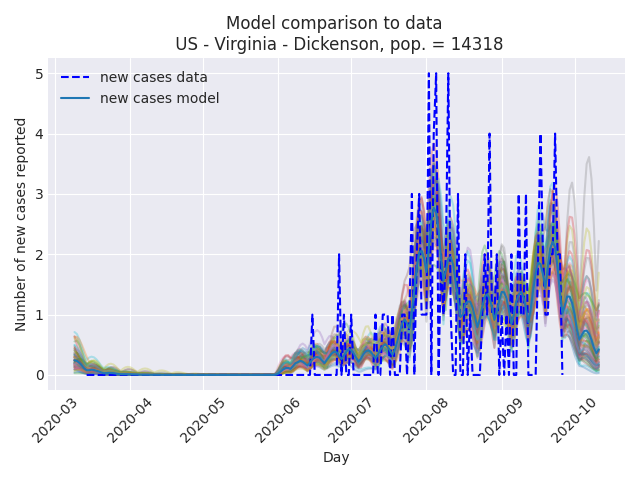 Model comparison to data
US - Virginia - Dickenson, pop. = 14318
new cases data
new cases model
Number of new cases reported
5
4
3
2
1
0
2020-03
2020-04
2020-05
2020-06
2020-07
2020-08
2020-09
2020-10
Day